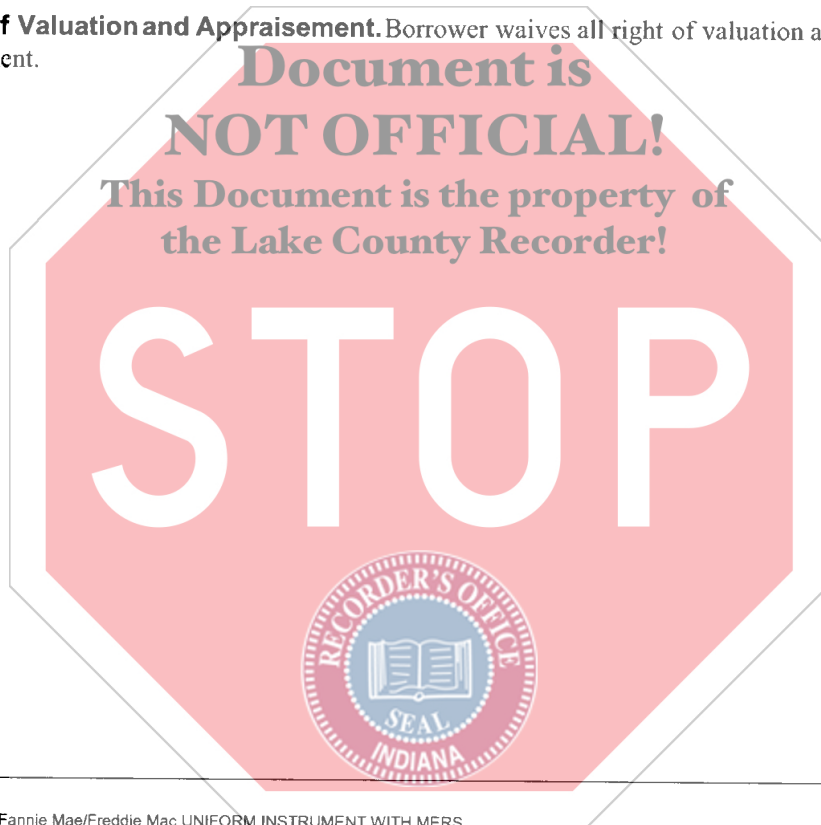 f Valuation and Appraisement. Borrower waives all right of valuation a
ent.
Document is
NOT OFFICIAL!
This Document is the property of
the Lake County Recorder!
STOP
RECORDER'S OFFICE
SEAL
INDIANA
Fannie Mae/Freddie Mac UNIFORM INSTRUMENT WITH MERS